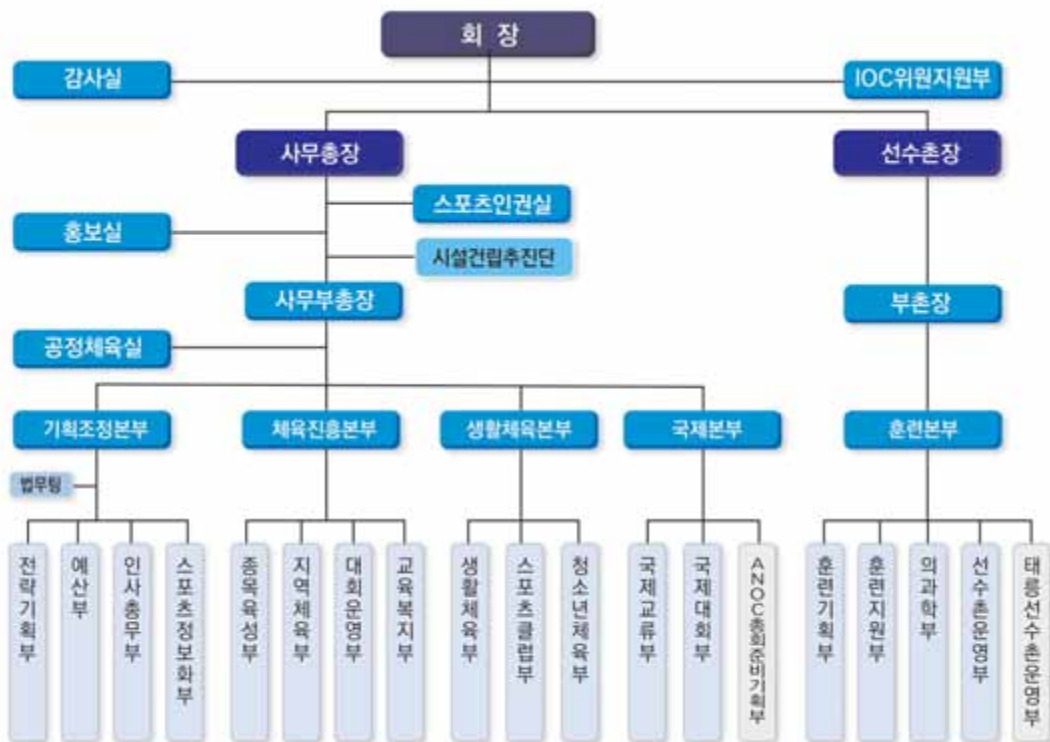 회 장
감사실
IOC위원지원부
사무총장
선수촌장
스포츠인권실
홍보실
시설건립추진단
사무부총장
부촌장
공정체육실
기획조정본부
체육진흥본부
생활체육본부
국제본부
훈련본부
법무팀
전략기획부
예산부
인사총무부
스포츠정보화부
종목육성부
지역체육부
대회운영부
교육복지부
생활체육부
스포츠클럽부
청소년체육부
국제교류부
국제대회부
ANOC총회준비기획부
훈련기획부
훈련지원부
의과학부
선수촌운영부
태릉선수촌운영부